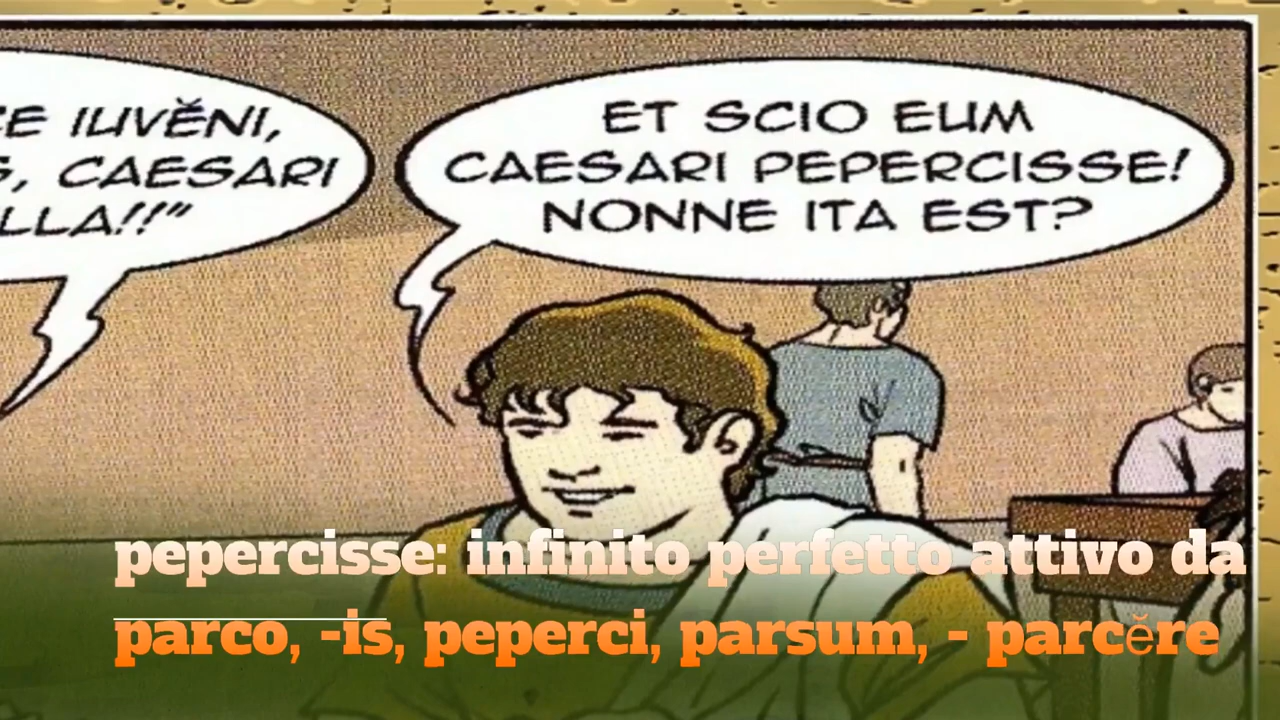 E IUVĔNI,
, CAESARI
LLA!!"
ET SCIO EUM
CAESARI PEPERCISSE!
NONNE ITA EST?
pepercisse: infinito perfetto attivo da
parco, -is, peperci, parsum, - parcĕre